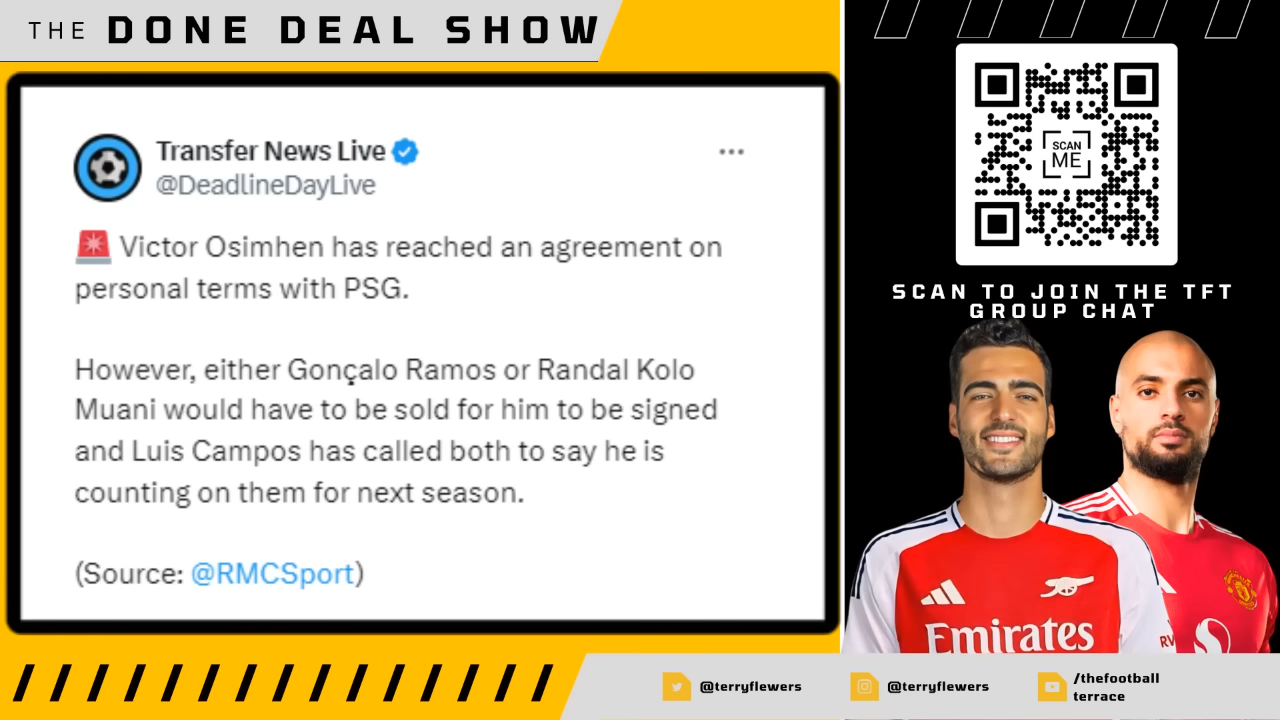 THE DONE DEAL SHOW
Transfer News Live
@DeadlineDayLive
🚨 Victor Osimhen has reached an agreement on
personal terms with PSG.
However, either Gonçalo Ramos or Randal Kolo
Muani would have to be sold for him to be signed
and Luis Campos has called both to say he is
counting on them for next season.
(Source: @RMCSport)
SCAN
ME
SCAN TO JOIN THE TFT
GROUP CHAT
Emirates
RV
@terryflewers
@terryflewers
/thefootball
terrace